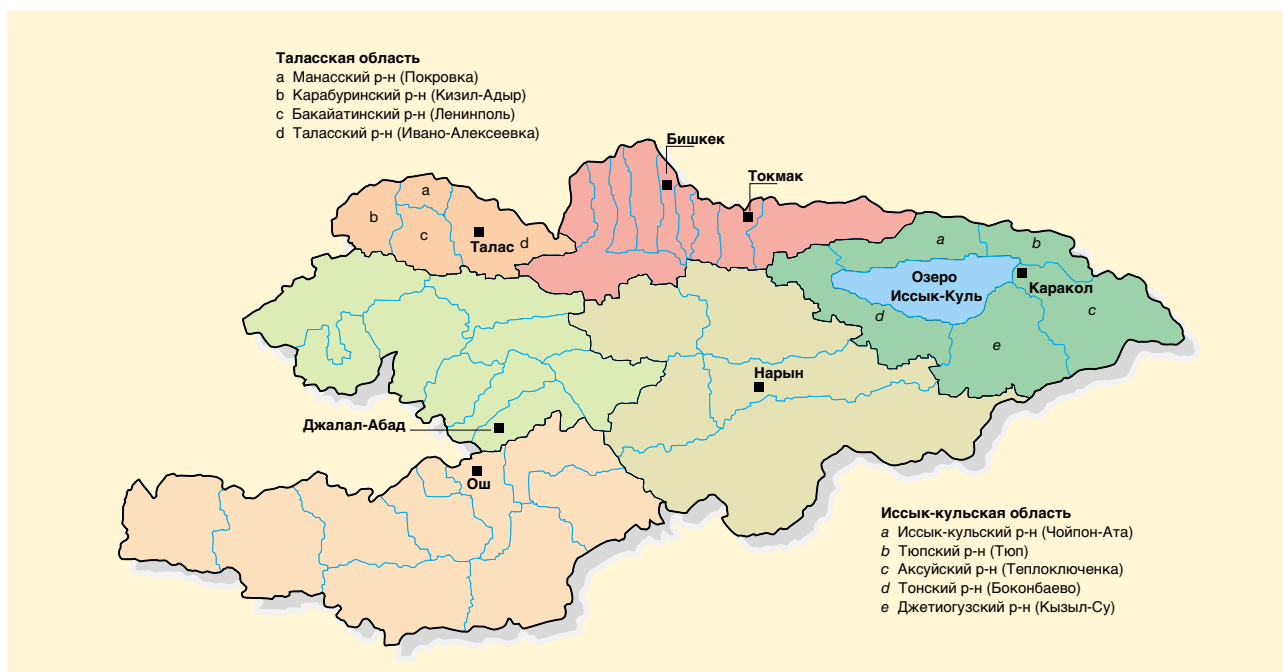 Таласская область
a Манасский р-н (Покровка)
b Карабуринский р-н (Кизил-Адыр)
c Бакайатинский р-н (Ленинполь)
d Таласский р-н (Ивано-Алексеевка)
Бишкек
Токмак
a
b
c
d
Талас
a
b
Озеро
Иссык-Куль
Каракол
c
d
e
Нарын
Джалал-Абад
Ош
Иссык-кульская область
a Иссык-кульский р-н (Чойпон-Ата)
b Тюпский р-н (Тюп)
c Аксуйский р-н (Теплоключенка)
d Тонский р-н (Боконбаево)
e Джетиогузский р-н (Кызыл-Су)